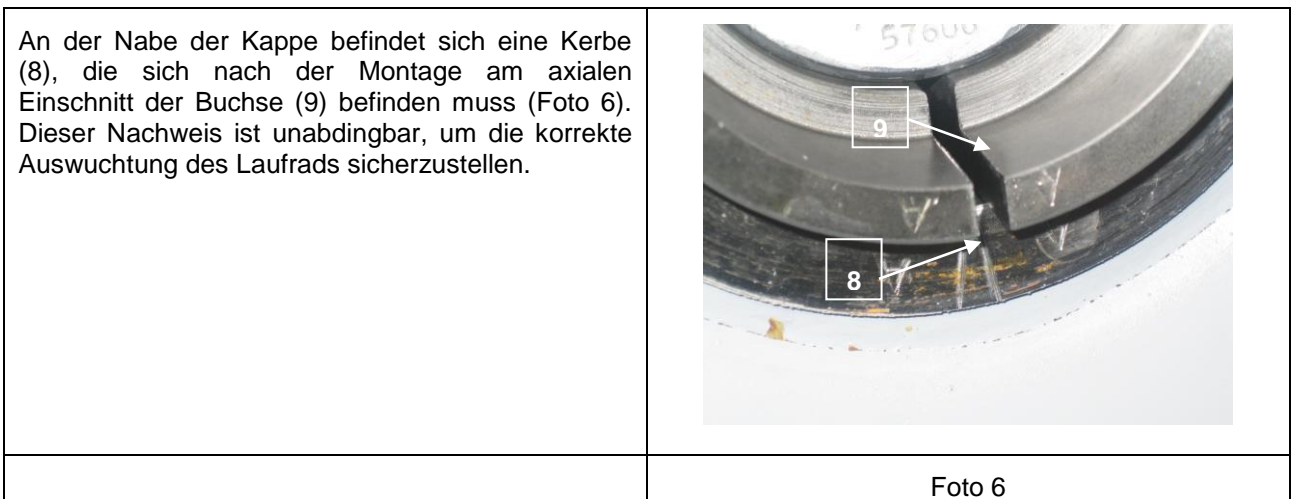 An der Nabe der Kappe befindet sich eine Kerbe
(8), die sich nach der Montage am axialen
Einschnitt der Buchse (9) befinden muss (Foto 6).
Dieser Nachweis ist unabdingbar, um die korrekte
Auswuchtung des Laufrads sicherzustellen.
57600
9
8
Foto 6